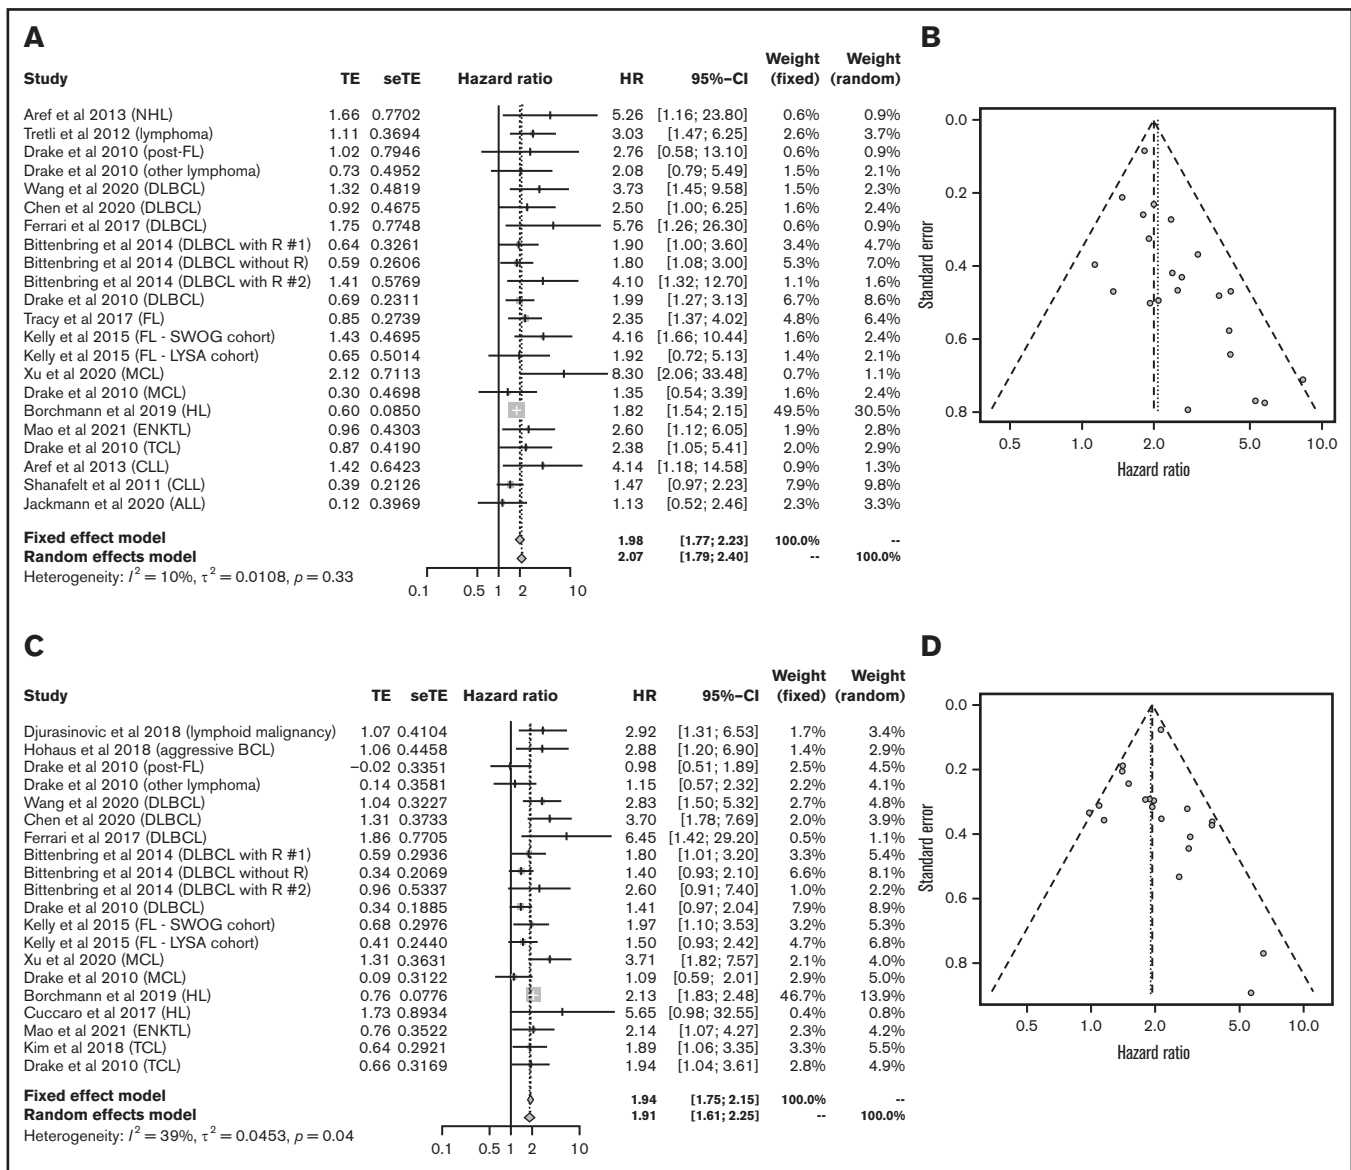 A
Study TE seTE Hazard ratio HR 95%–CI Weight (fixed) Weight (random)
Aref et al 2013 (NHL) 1.66 0.7702 5.26 [1.16; 23.80] 0.6% 0.9%
Tretli et al 2012 (lymphoma) 1.11 0.3694 3.03 [1.47; 6.25] 2.6% 3.7%
Drake et al 2010 (post-FL) 1.02 0.7946 2.76 [0.58; 13.10] 0.6% 0.9%
Drake et al 2010 (other lymphoma) 0.73 0.4952 2.08 [0.79; 5.49] 1.5% 2.1%
Wang et al 2020 (DLBCL) 1.32 0.4819 3.73 [1.45; 9.58] 1.5% 2.3%
Chen et al 2020 (DLBCL) 0.92 0.4675 2.50 [1.00; 6.25] 1.6% 2.4%
Ferrari et al 2017 (DLBCL) 1.75 0.7748 5.76 [1.26; 26.30] 0.6% 0.9%
Bittenbring et al 2014 (DLBCL with R #1) 0.64 0.3261 1.90 [1.00; 3.60] 3.4% 4.7%
Bittenbring et al 2014 (DLBCL without R) 0.59 0.2606 1.80 [1.08; 3.00] 5.3% 7.0%
Bittenbring et al 2014 (DLBCL with R #2) 1.41 0.5769 4.10 [1.32; 12.70] 1.1% 1.6%
Drake et al 2010 (DLBCL) 0.69 0.2311 1.99 [1.27; 3.13] 6.7% 8.6%
Tracy et al 2017 (FL) 0.85 0.2739 2.35 [1.37; 4.02] 4.8% 6.4%
Kelly et al 2015 (FL - SWOG cohort) 1.43 0.4695 4.16 [1.66; 10.44] 1.6% 2.4%
Kelly et al 2015 (FL - LYSA cohort) 0.65 0.5014 1.92 [0.72; 5.13] 1.4% 2.1%
Xu et al 2020 (MCL) 2.12 0.7113 8.30 [2.06; 33.48] 0.7% 1.1%
Drake et al 2010 (MCL) 0.30 0.4698 1.35 [0.54; 3.39] 1.6% 2.4%
Borchmann et al 2019 (HL) 0.60 0.0850 1.82 [1.54; 2.15] 49.5% 30.5%
Mao et al 2021 (ENKTL) 0.96 0.4303 2.60 [1.12; 6.05] 1.9% 2.8%
Drake et al 2010 (TCL) 0.87 0.4190 2.38 [1.05; 5.41] 2.0% 2.9%
Aref et al 2013 (CLL) 1.42 0.6423 4.14 [1.18; 14.58] 0.9% 1.3%
Shanafelt et al 2011 (CLL) 0.39 0.2126 1.47 [0.97; 2.23] 7.9% 9.8%
Jackmann et al 2020 (ALL) 0.12 0.3969 1.13 [0.52; 2.46] 2.3% 3.3%
Fixed effect model 1.98 [1.77; 2.23] 100.0% --
Random effects model 2.07 [1.79; 2.40] -- 100.0%
Heterogeneity: I² = 10%, τ² = 0.0108, p = 0.33
0.1 0.5 1 2 10
B
Standard error
0.0
0.2
0.4
0.6
0.8
0.5 1.0 2.0 5.0 10.0
Hazard ratio
C
Study TE seTE Hazard ratio HR 95%–CI Weight (fixed) Weight (random)
Djurasinovic et al 2018 (lymphoid malignancy) 1.07 0.4104 2.92 [1.31; 6.53] 1.7% 3.4%
Hohaus et al 2018 (aggressive BCL) 1.06 0.4458 2.88 [1.20; 6.90] 1.4% 2.9%
Drake et al 2010 (post-FL) −0.02 0.3351 0.98 [0.51; 1.89] 2.5% 4.5%
Drake et al 2010 (other lymphoma) 0.14 0.3581 1.15 [0.57; 2.32] 2.2% 4.1%
Wang et al 2020 (DLBCL) 1.04 0.3227 2.83 [1.50; 5.32] 2.7% 4.8%
Chen et al 2020 (DLBCL) 1.31 0.3733 3.70 [1.78; 7.69] 2.0% 3.9%
Ferrari et al 2017 (DLBCL) 1.86 0.7705 6.45 [1.42; 29.20] 0.5% 1.1%
Bittenbring et al 2014 (DLBCL with R #1) 0.59 0.2936 1.80 [1.01; 3.20] 3.3% 5.4%
Bittenbring et al 2014 (DLBCL without R) 0.34 0.2069 1.40 [0.93; 2.10] 6.6% 8.1%
Bittenbring et al 2014 (DLBCL with R #2) 0.96 0.5337 2.60 [0.91; 7.40] 1.0% 2.2%
Drake et al 2010 (DLBCL) 0.34 0.1885 1.41 [0.97; 2.04] 7.9% 8.9%
Kelly et al 2015 (FL - SWOG cohort) 0.68 0.2976 1.97 [1.10; 3.53] 3.2% 5.3%
Kelly et al 2015 (FL - LYSA cohort) 0.41 0.2440 1.50 [0.93; 2.42] 4.7% 6.8%
Xu et al 2020 (MCL) 1.31 0.3631 3.71 [1.82; 7.57] 2.1% 4.0%
Drake et al 2010 (MCL) 0.09 0.3122 1.09 [0.59; 2.01] 2.9% 5.0%
Borchmann et al 2019 (HL) 0.76 0.0776 2.13 [1.83; 2.48] 46.7% 13.9%
Cuccaro et al 2017 (HL) 1.73 0.8934 5.65 [0.98; 32.55] 0.4% 0.8%
Mao et al 2021 (ENKTL) 0.76 0.3522 2.14 [1.07; 4.27] 2.3% 4.2%
Kim et al 2018 (TCL) 0.64 0.2921 1.89 [1.06; 3.35] 3.3% 5.5%
Drake et al 2010 (TCL) 0.66 0.3169 1.94 [1.04; 3.61] 2.8% 4.9%
Fixed effect model 1.94 [1.75; 2.15] 100.0% --
Random effects model 1.91 [1.61; 2.25] -- 100.0%
Heterogeneity: I² = 39%, τ² = 0.0453, p = 0.04
0.1 0.5 1 2 10
D
Standard error
0.0
0.2
0.4
0.6
0.8
0.5 1.0 2.0 5.0 10.0
Hazard ratio